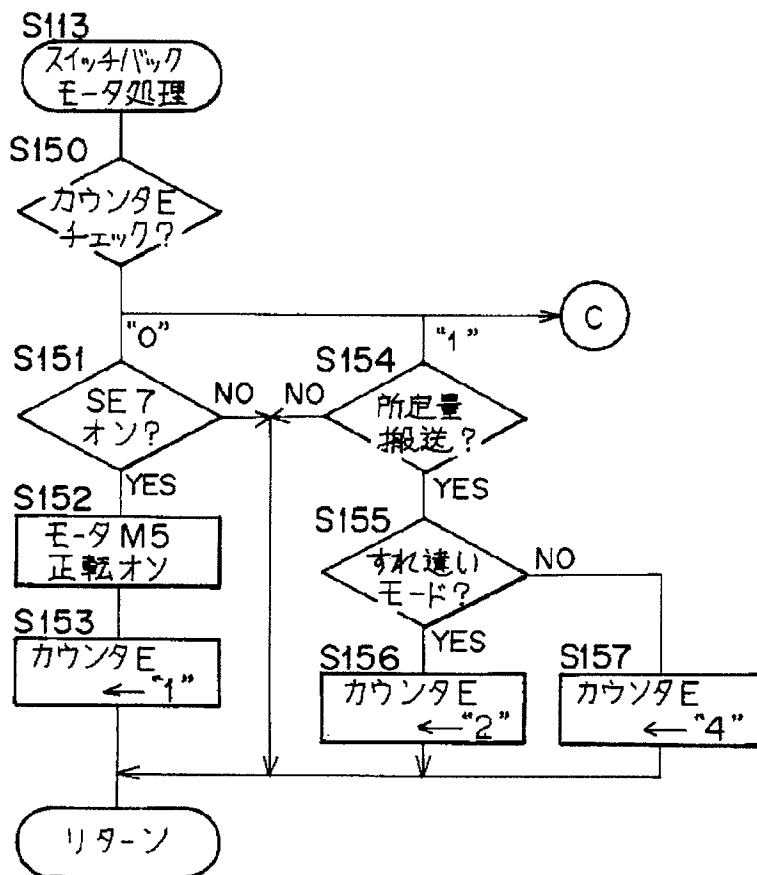 S113
スイッチバック
モータ処理
S150
カウンタE
チェック?
C
"0"
"1"
S151
SE7
オン?
NO
YES
S154
所定量
搬送?
NO
YES
S152
モータM5
正転オン
S155
すれ違い
モード?
NO
YES
S153
カウンタE
←"1"
S156
カウンタE
←"2"
S157
カウンタE
←"4"
リターン